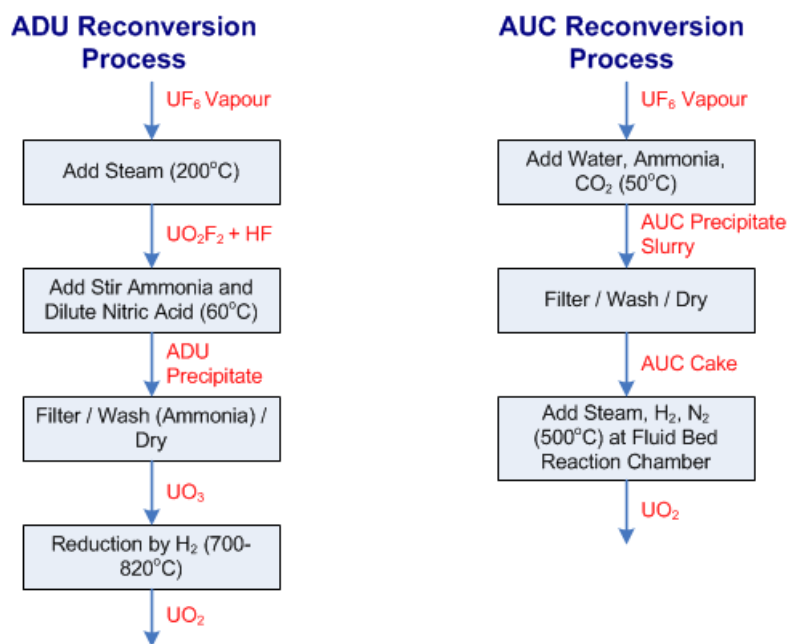 ADU Reconversion
Process
UF₆ Vapour
Add Steam (200°C)
UO₂F₂ + HF
Add Stir Ammonia and
Dilute Nitric Acid (60°C)
ADU
Precipitate
Filter / Wash (Ammonia) /
Dry
UO₃
Reduction by H₂ (700-
820°C)
UO₂
AUC Reconversion
Process
UF₆ Vapour
Add Water, Ammonia,
CO₂ (50°C)
AUC Precipitate
Slurry
Filter / Wash / Dry
AUC Cake
Add Steam, H₂, N₂
(500°C) at Fluid Bed
Reaction Chamber
UO₂